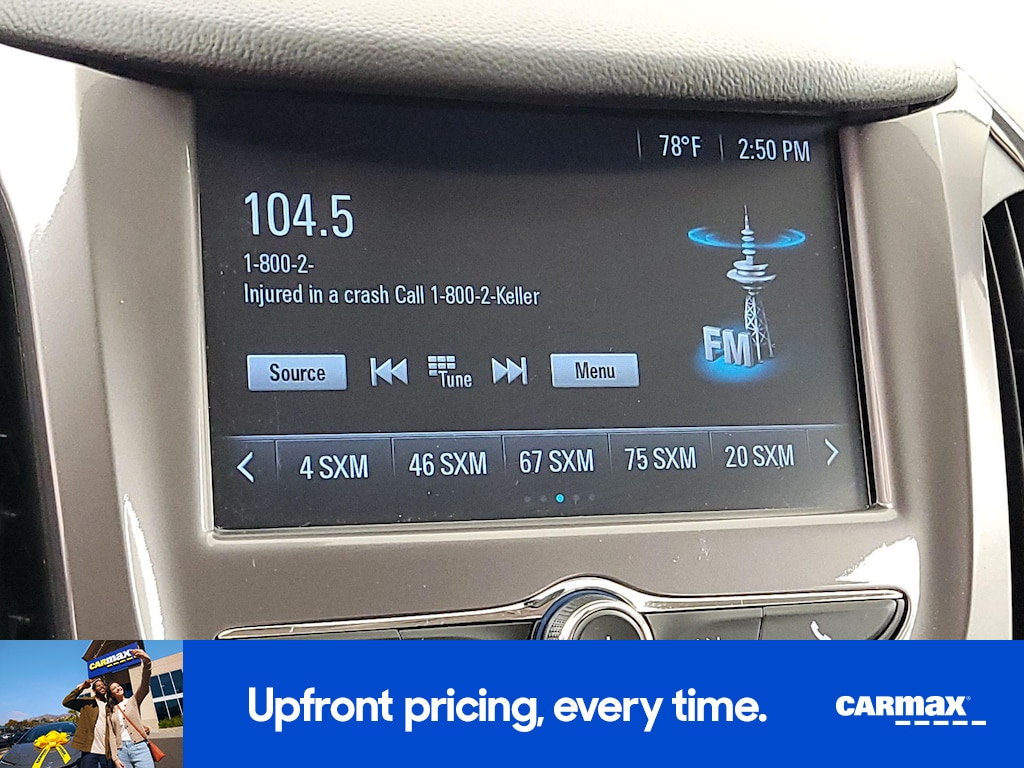 78°F 2:50 PM
104.5
1-800-2-
Injured in a crash Call 1-800-2-Keller
FM
Source Tune Menu
4 SXM 46 SXM 67 SXM 75 SXM 20 SXM
CARMAX
Upfront pricing, every time.
CARMAX